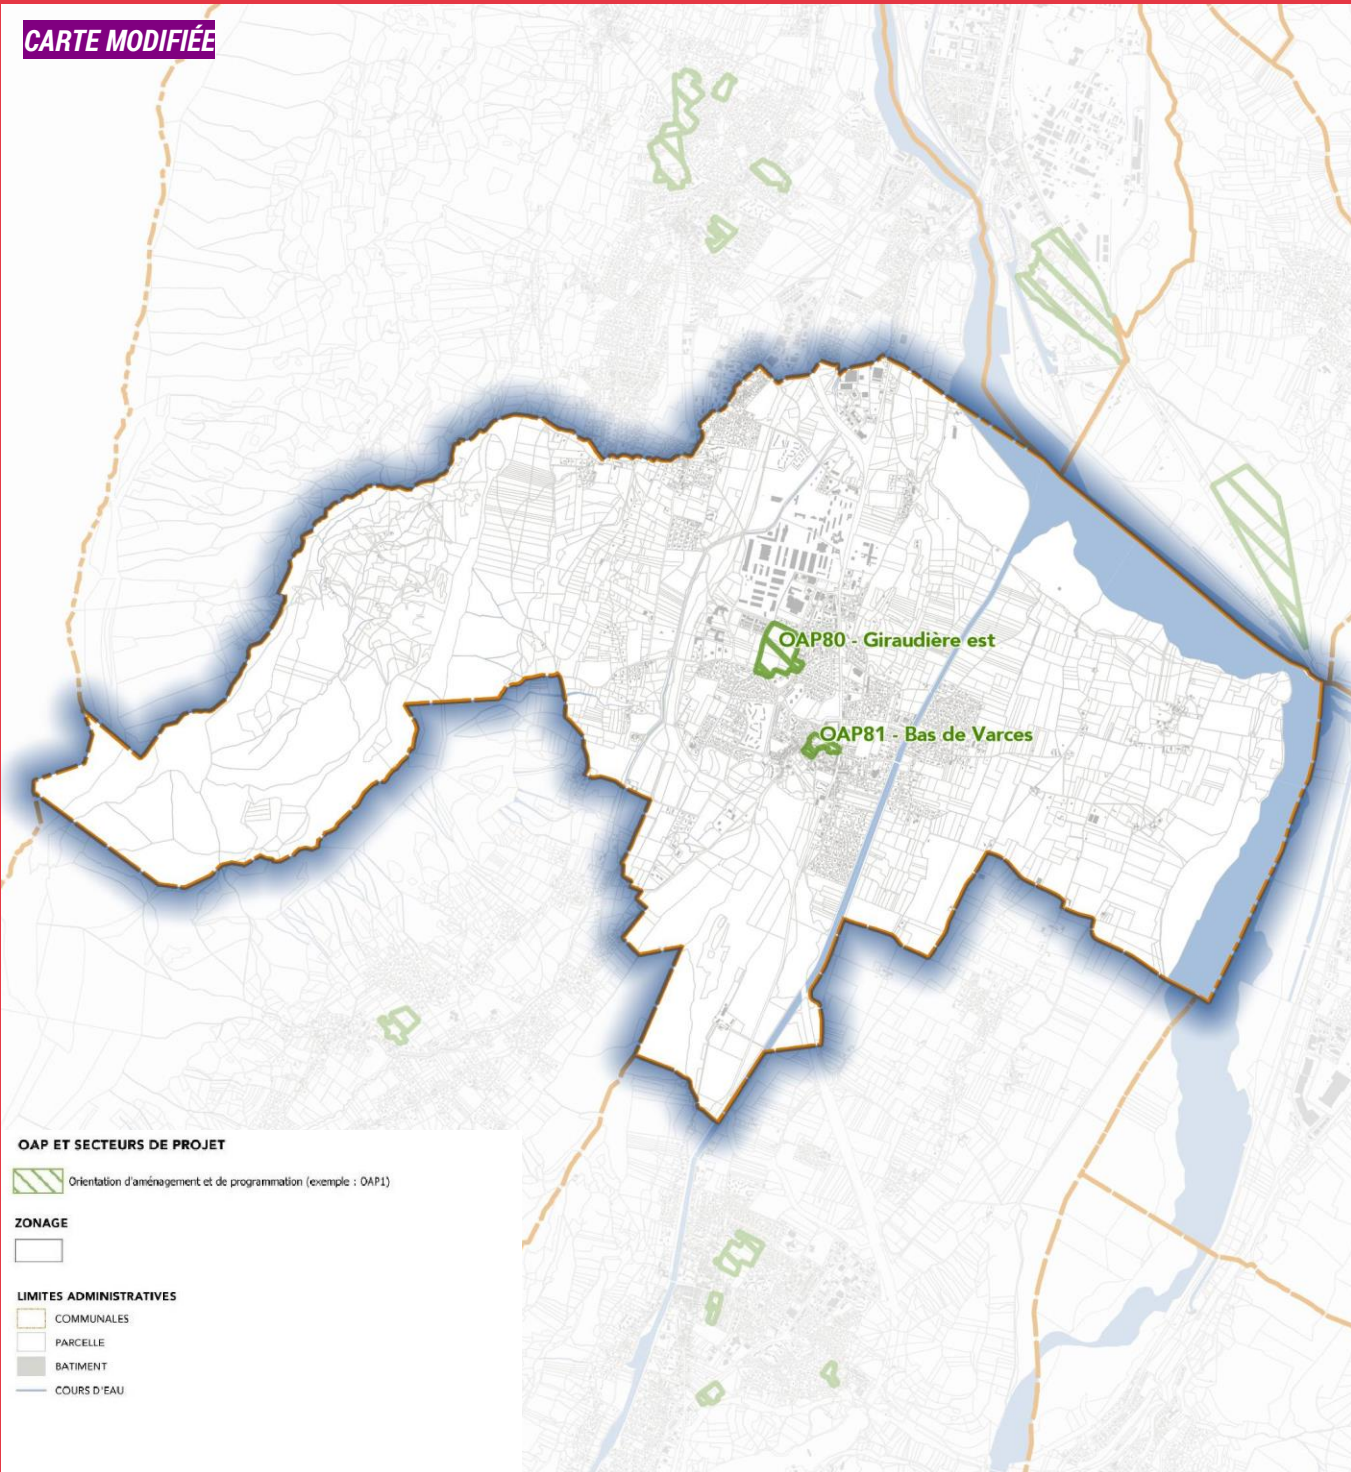 CARTE MODIFIÉE
OAP80 - Giraudière est
OAP81 - Bas de Varces
OAP ET SECTEURS DE PROJET
Orientation d'aménagement et de programmation (exemple : OAP1)
ZONAGE
LIMITES ADMINISTRATIVES
COMMUNALES
PARCELLE
BATIMENT
COURS D'EAU